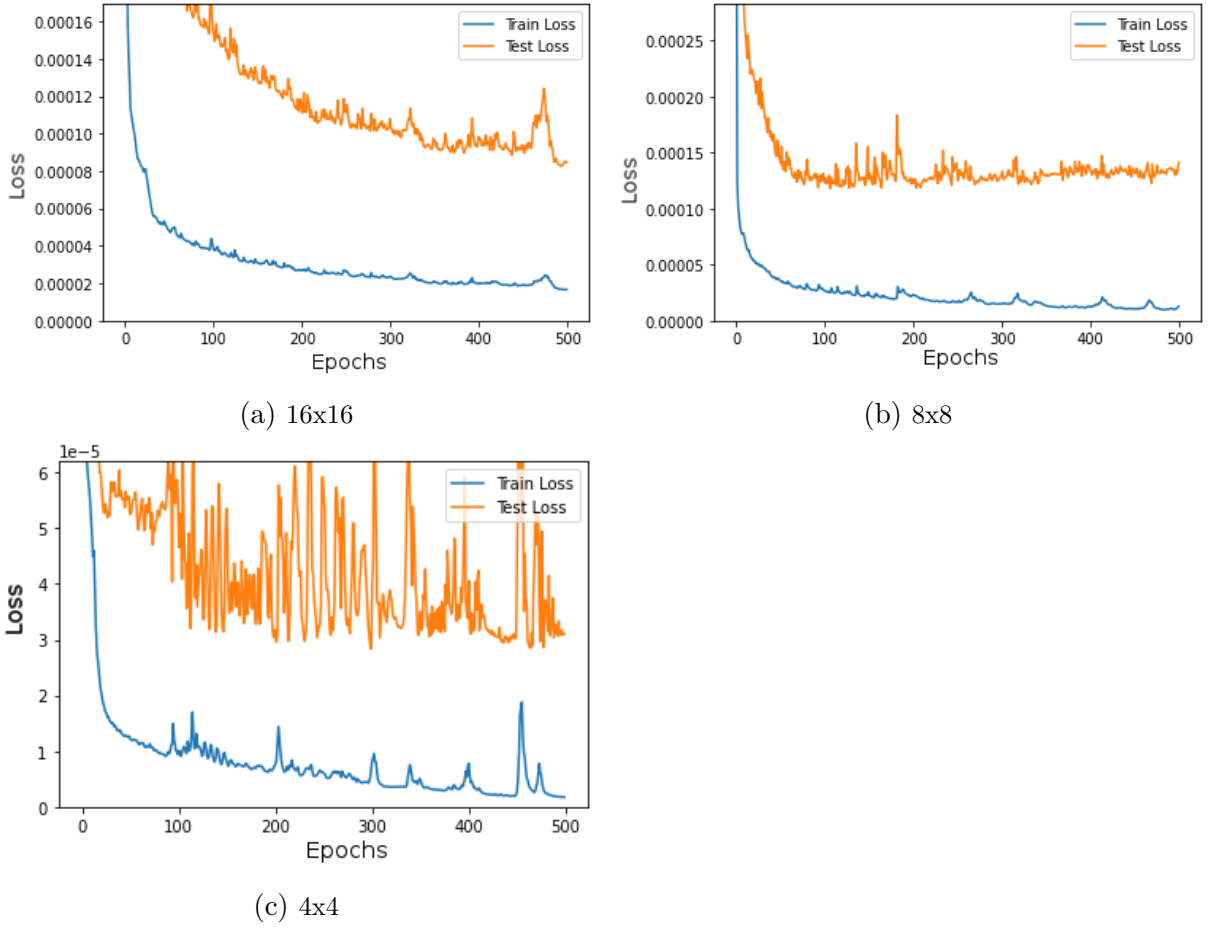 0.00016
0.00014
0.00012
0.00010
0.00008
0.00006
0.00004
0.00002
0.00000
Loss
Train Loss
Test Loss
0 100 200 300 400 500
Epochs
(a) 16x16
0.00025
0.00020
0.00015
0.00010
0.00005
0.00000
Loss
Train Loss
Test Loss
0 100 200 300 400 500
Epochs
(b) 8x8
1e-5
6
5
4
3
2
1
0
Loss
Train Loss
Test Loss
0 100 200 300 400 500
Epochs
(c) 4x4